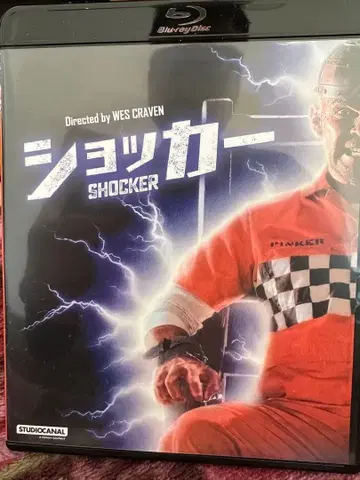 Blu-ray Disc
Directed by WES CRAVEN
ショッカー
SHOCKER
PINKER
STUDIOCANAL